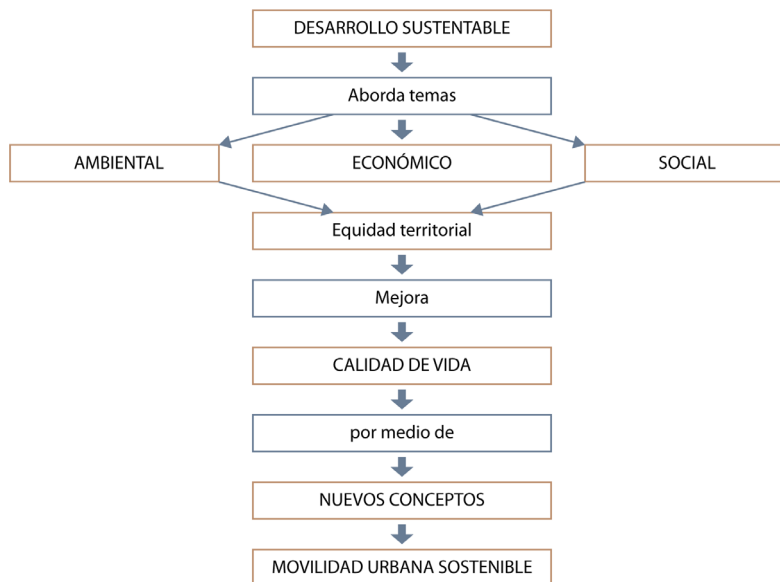 DESARROLLO SUSTENTABLE
Aborda temas
AMBIENTAL
ECONÓMICO
SOCIAL
Equidad territorial
Mejora
CALIDAD DE VIDA
por medio de
NUEVOS CONCEPTOS
MOVILIDAD URBANA SOSTENIBLE